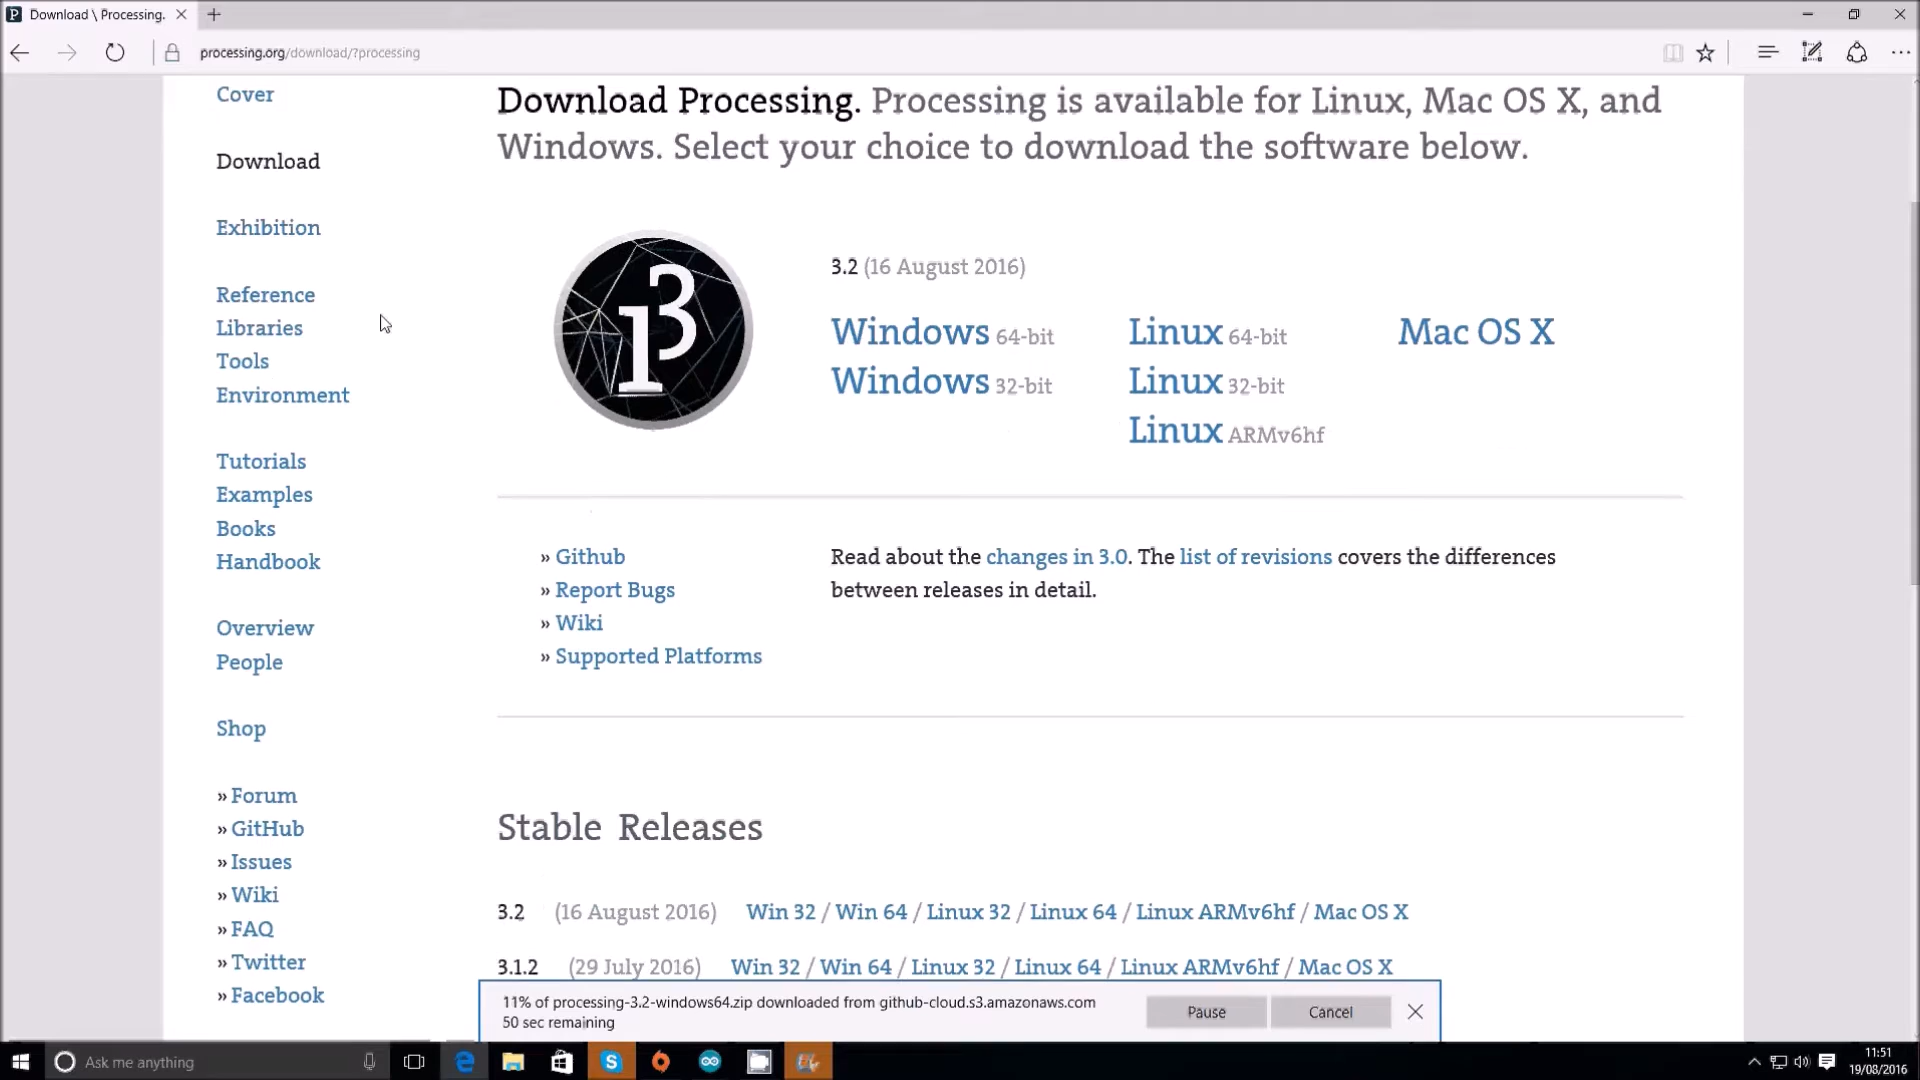 Download \ Processing.
processing.org/download/?processing
Cover
Download
Exhibition
Reference
Libraries
Tools
Environment
Tutorials
Examples
Books
Handbook
Overview
People
Shop
» Forum
» GitHub
» Issues
» Wiki
» FAQ
» Twitter
» Facebook
Download Processing. Processing is available for Linux, Mac OS X, and
Windows. Select your choice to download the software below.
3
3.2 (16 August 2016)
Windows 64-bit Linux 64-bit Mac OS X
Windows 32-bit Linux 32-bit
Linux ARMv6hf
» Github
» Report Bugs
» Wiki
» Supported Platforms
Read about the changes in 3.0. The list of revisions covers the differences
between releases in detail.
Stable Releases
3.2 (16 August 2016) Win 32 / Win 64 / Linux 32 / Linux 64 / Linux ARMv6hf / Mac OS X
3.1.2 (29 July 2016) Win 32 / Win 64 / Linux 32 / Linux 64 / Linux ARMv6hf / Mac OS X
11% of processing-3.2-windows64.zip downloaded from github-cloud.s3.amazonaws.com
50 sec remaining
Pause Cancel
Ask me anything
11:51
19/08/2016